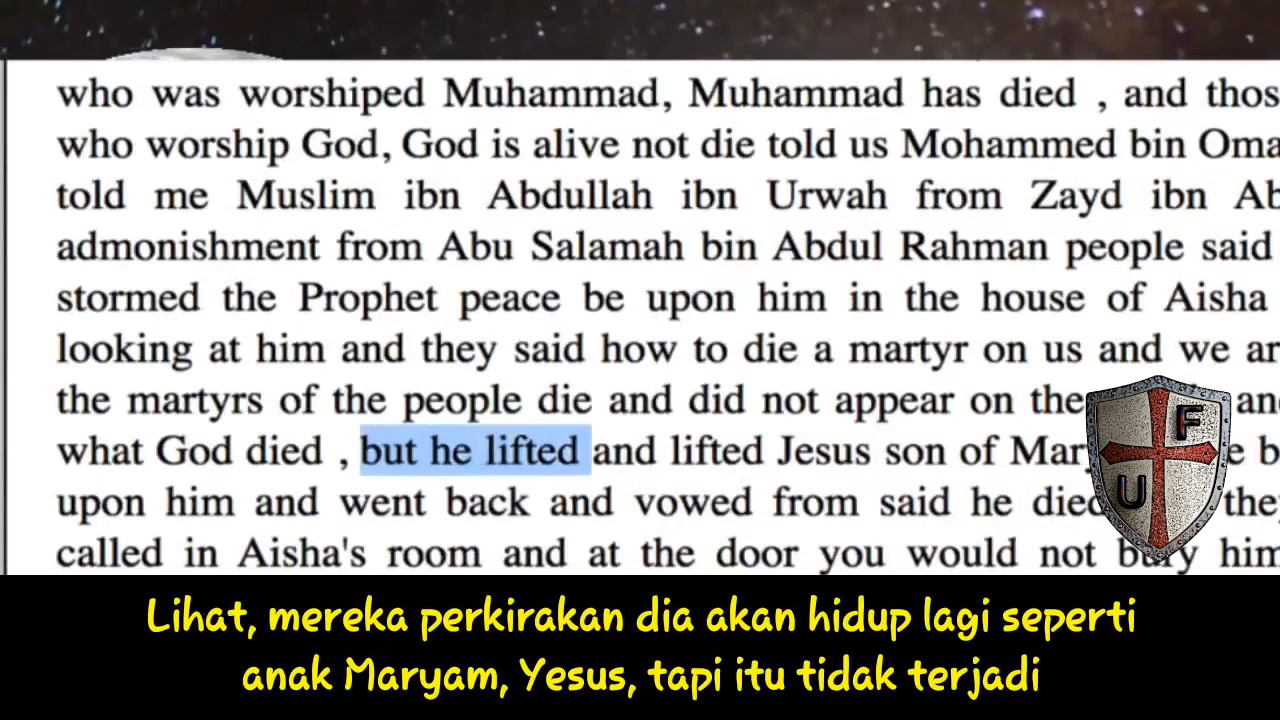 who was worshiped Muhammad, Muhammad has died , and thos
who worship God, God is alive not die told us Mohammed bin Oma
told me Muslim ibn Abdullah ibn Urwah from Zayd ibn Ab
admonishment from Abu Salamah bin Abdul Rahman people said
stormed the Prophet peace be upon him in the house of Aisha
looking at him and they said how to die a martyr on us and we ar
the martyrs of the people die and did not appear on the
what God died , but he lifted and lifted Jesus son of Mar
upon him and went back and vowed from said he died the
called in Aisha's room and at the door you would not bury him
F
U
Lihat, mereka perkirakan dia akan hidup lagi seperti
anak Maryam, Yesus, tapi itu tidak terjadi